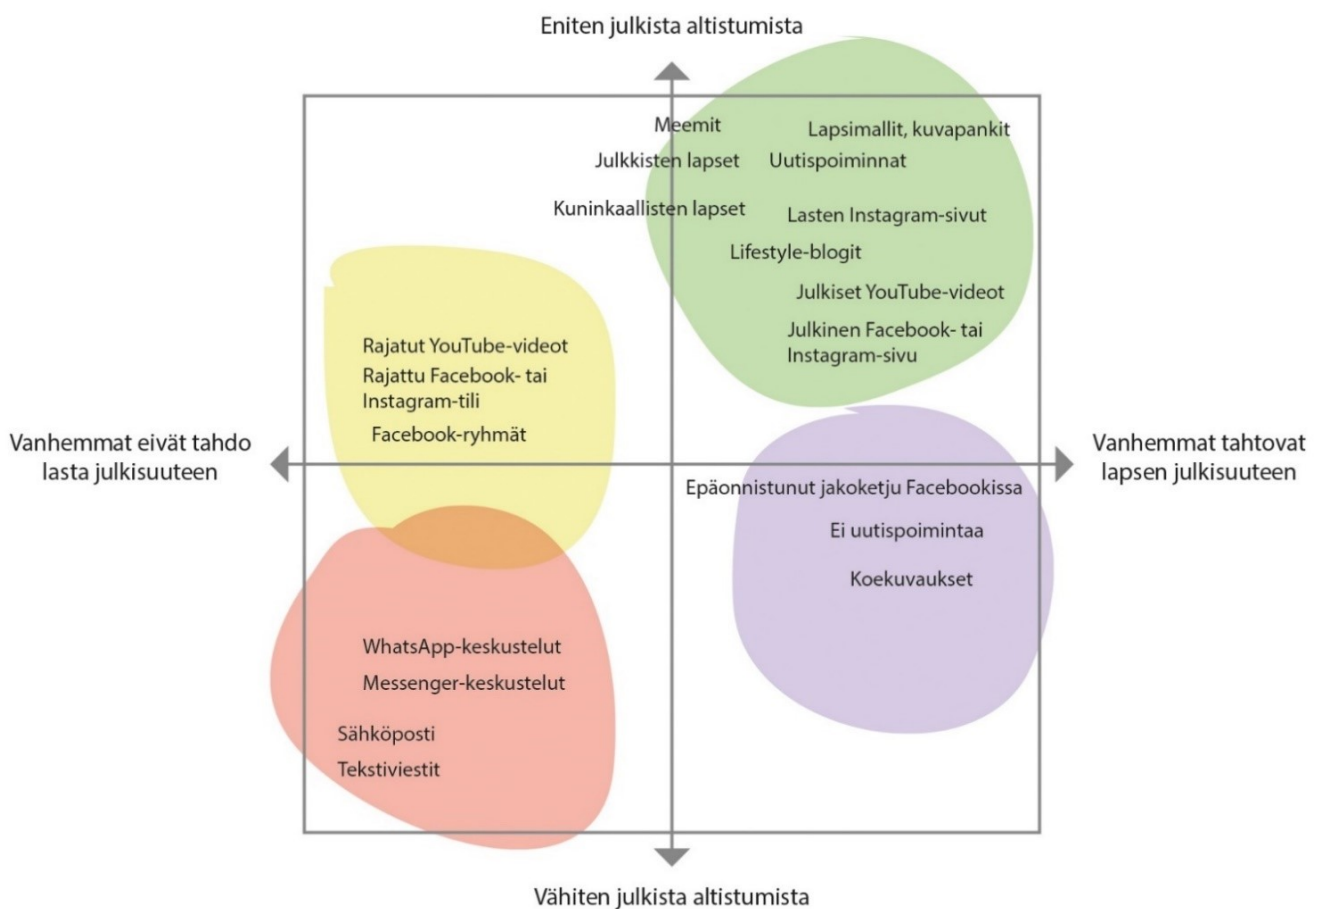 Eniten julkista altistumista
Meemit
Lapsimallit, kuvapankit
Julkkisten lapset
Uutispoiminnat
Kuninkaallisten lapset
Lasten Instagram-sivut
Lifestyle-blogit
Julkiset YouTube-videot
Julkinen Facebook- tai
Instagram-sivu
Rajatut YouTube-videot
Rajattu Facebook- tai
Instagram-tili
Facebook-ryhmät
Vanhemmat eivät tahdo
lasta julkisuuteen
Vanhemmat tahtovat
lapsen julkisuuteen
Epäonnistunut jakoketju Facebookissa
Ei uutispoimintaa
Koekuvaukset
WhatsApp-keskustelut
Messenger-keskustelut
Sähköposti
Tekstiviestit
Vähiten julkista altistumista